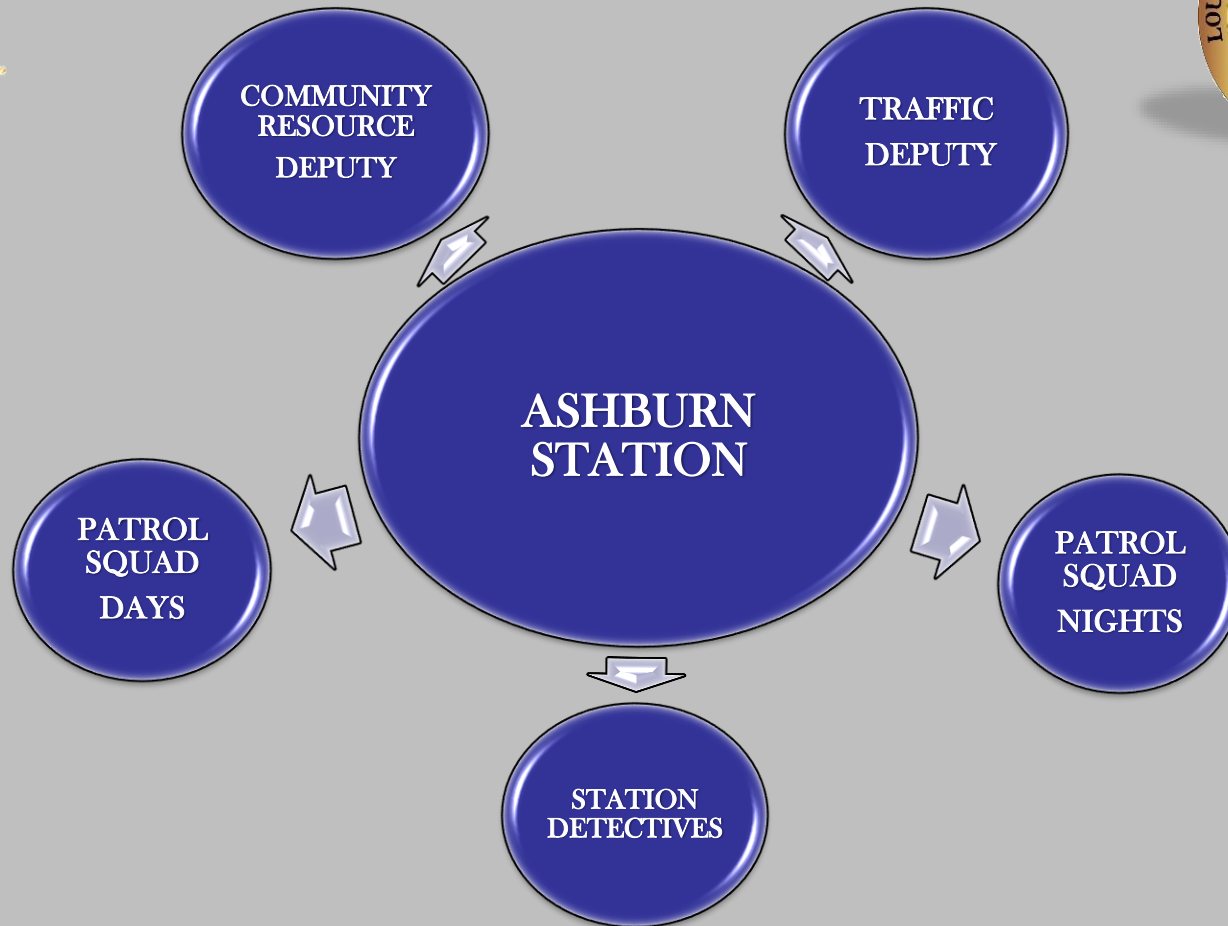 COMMUNITY
RESOURCE
DEPUTY
TRAFFIC
DEPUTY
ASHBURN
STATION
PATROL
SQUAD
DAYS
PATROL
SQUAD
NIGHTS
STATION
DETECTIVES